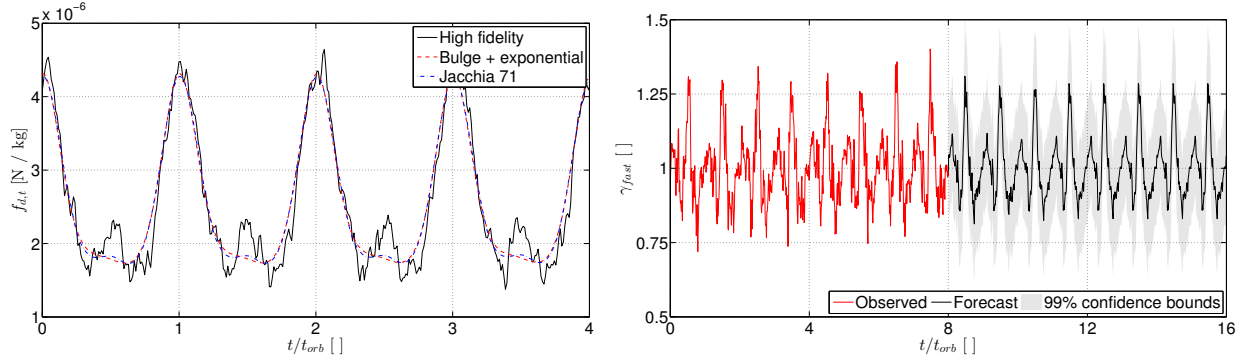 5 x 10⁻⁶
4
3
2
1
f_{d,t} [N / kg]
0
1
2
3
4
t/t_{orb} [ ]
High fidelity
Bulge + exponential
Jacchia 71
1.5
1.25
1
0.75
0.5
γ_{fast} [ ]
0
4
8
12
16
t/t_{orb} [ ]
Observed
Forecast
99% confidence bounds